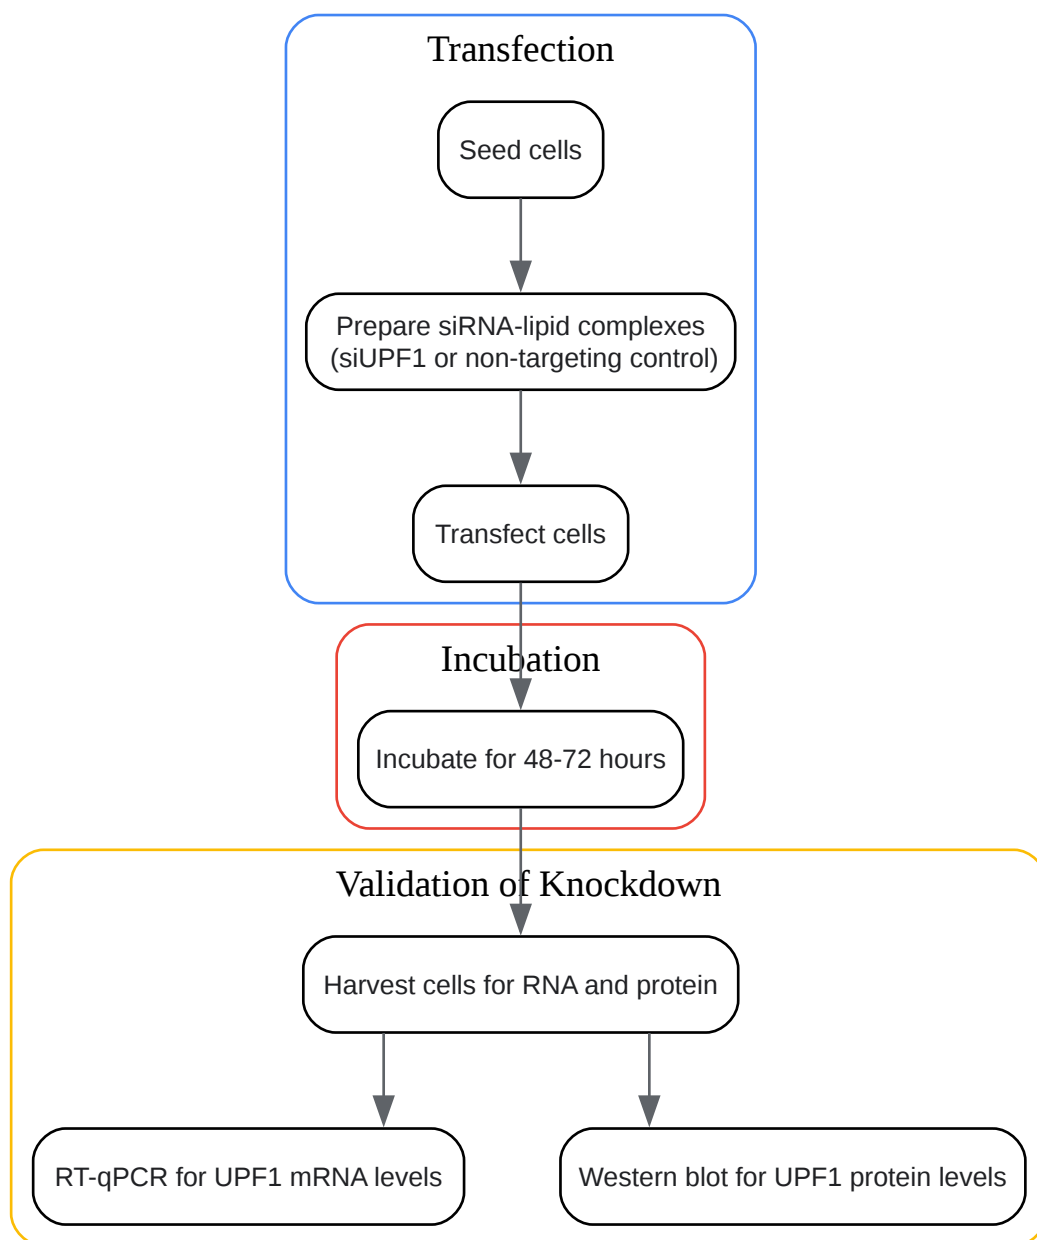 Transfection
Seed cells
Prepare siRNA-lipid complexes
(siUPF1 or non-targeting control)
Transfect cells
Incubation
Incubate for 48-72 hours
Validation of Knockdown
Harvest cells for RNA and protein
RT-qPCR for UPF1 mRNA levels
Western blot for UPF1 protein levels